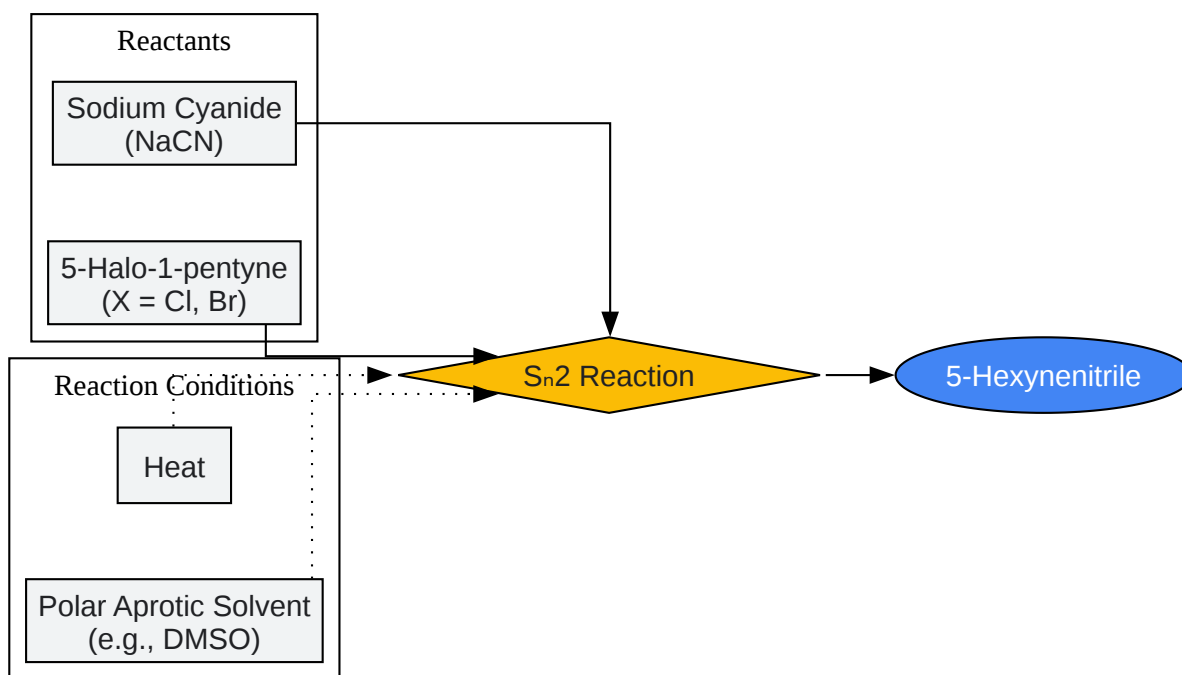 Reactants
Sodium Cyanide
(NaCN)
5-Halo-1-pentyne
(X = Cl, Br)
Reaction Conditions
Heat
Polar Aprotic Solvent
(e.g., DMSO)
Sₙ2 Reaction
5-Hexynenitrile